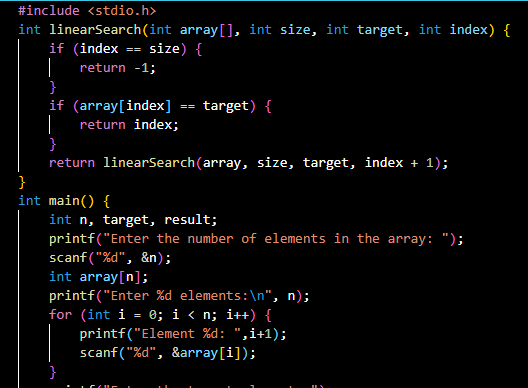 #include <stdio.h>
int linearSearch(int array[], int size, int target, int index) {
if (index == size) {
return -1;
}
if (array[index] == target) {
return index;
}
return linearSearch(array, size, target, index + 1);
}
int main() {
int n, target, result;
printf("Enter the number of elements in the array: ");
scanf("%d", &n);
int array[n];
printf("Enter %d elements:\n", n);
for (int i = 0; i < n; i++) {
printf("Element %d: ",i+1);
scanf("%d", &array[i]);
}